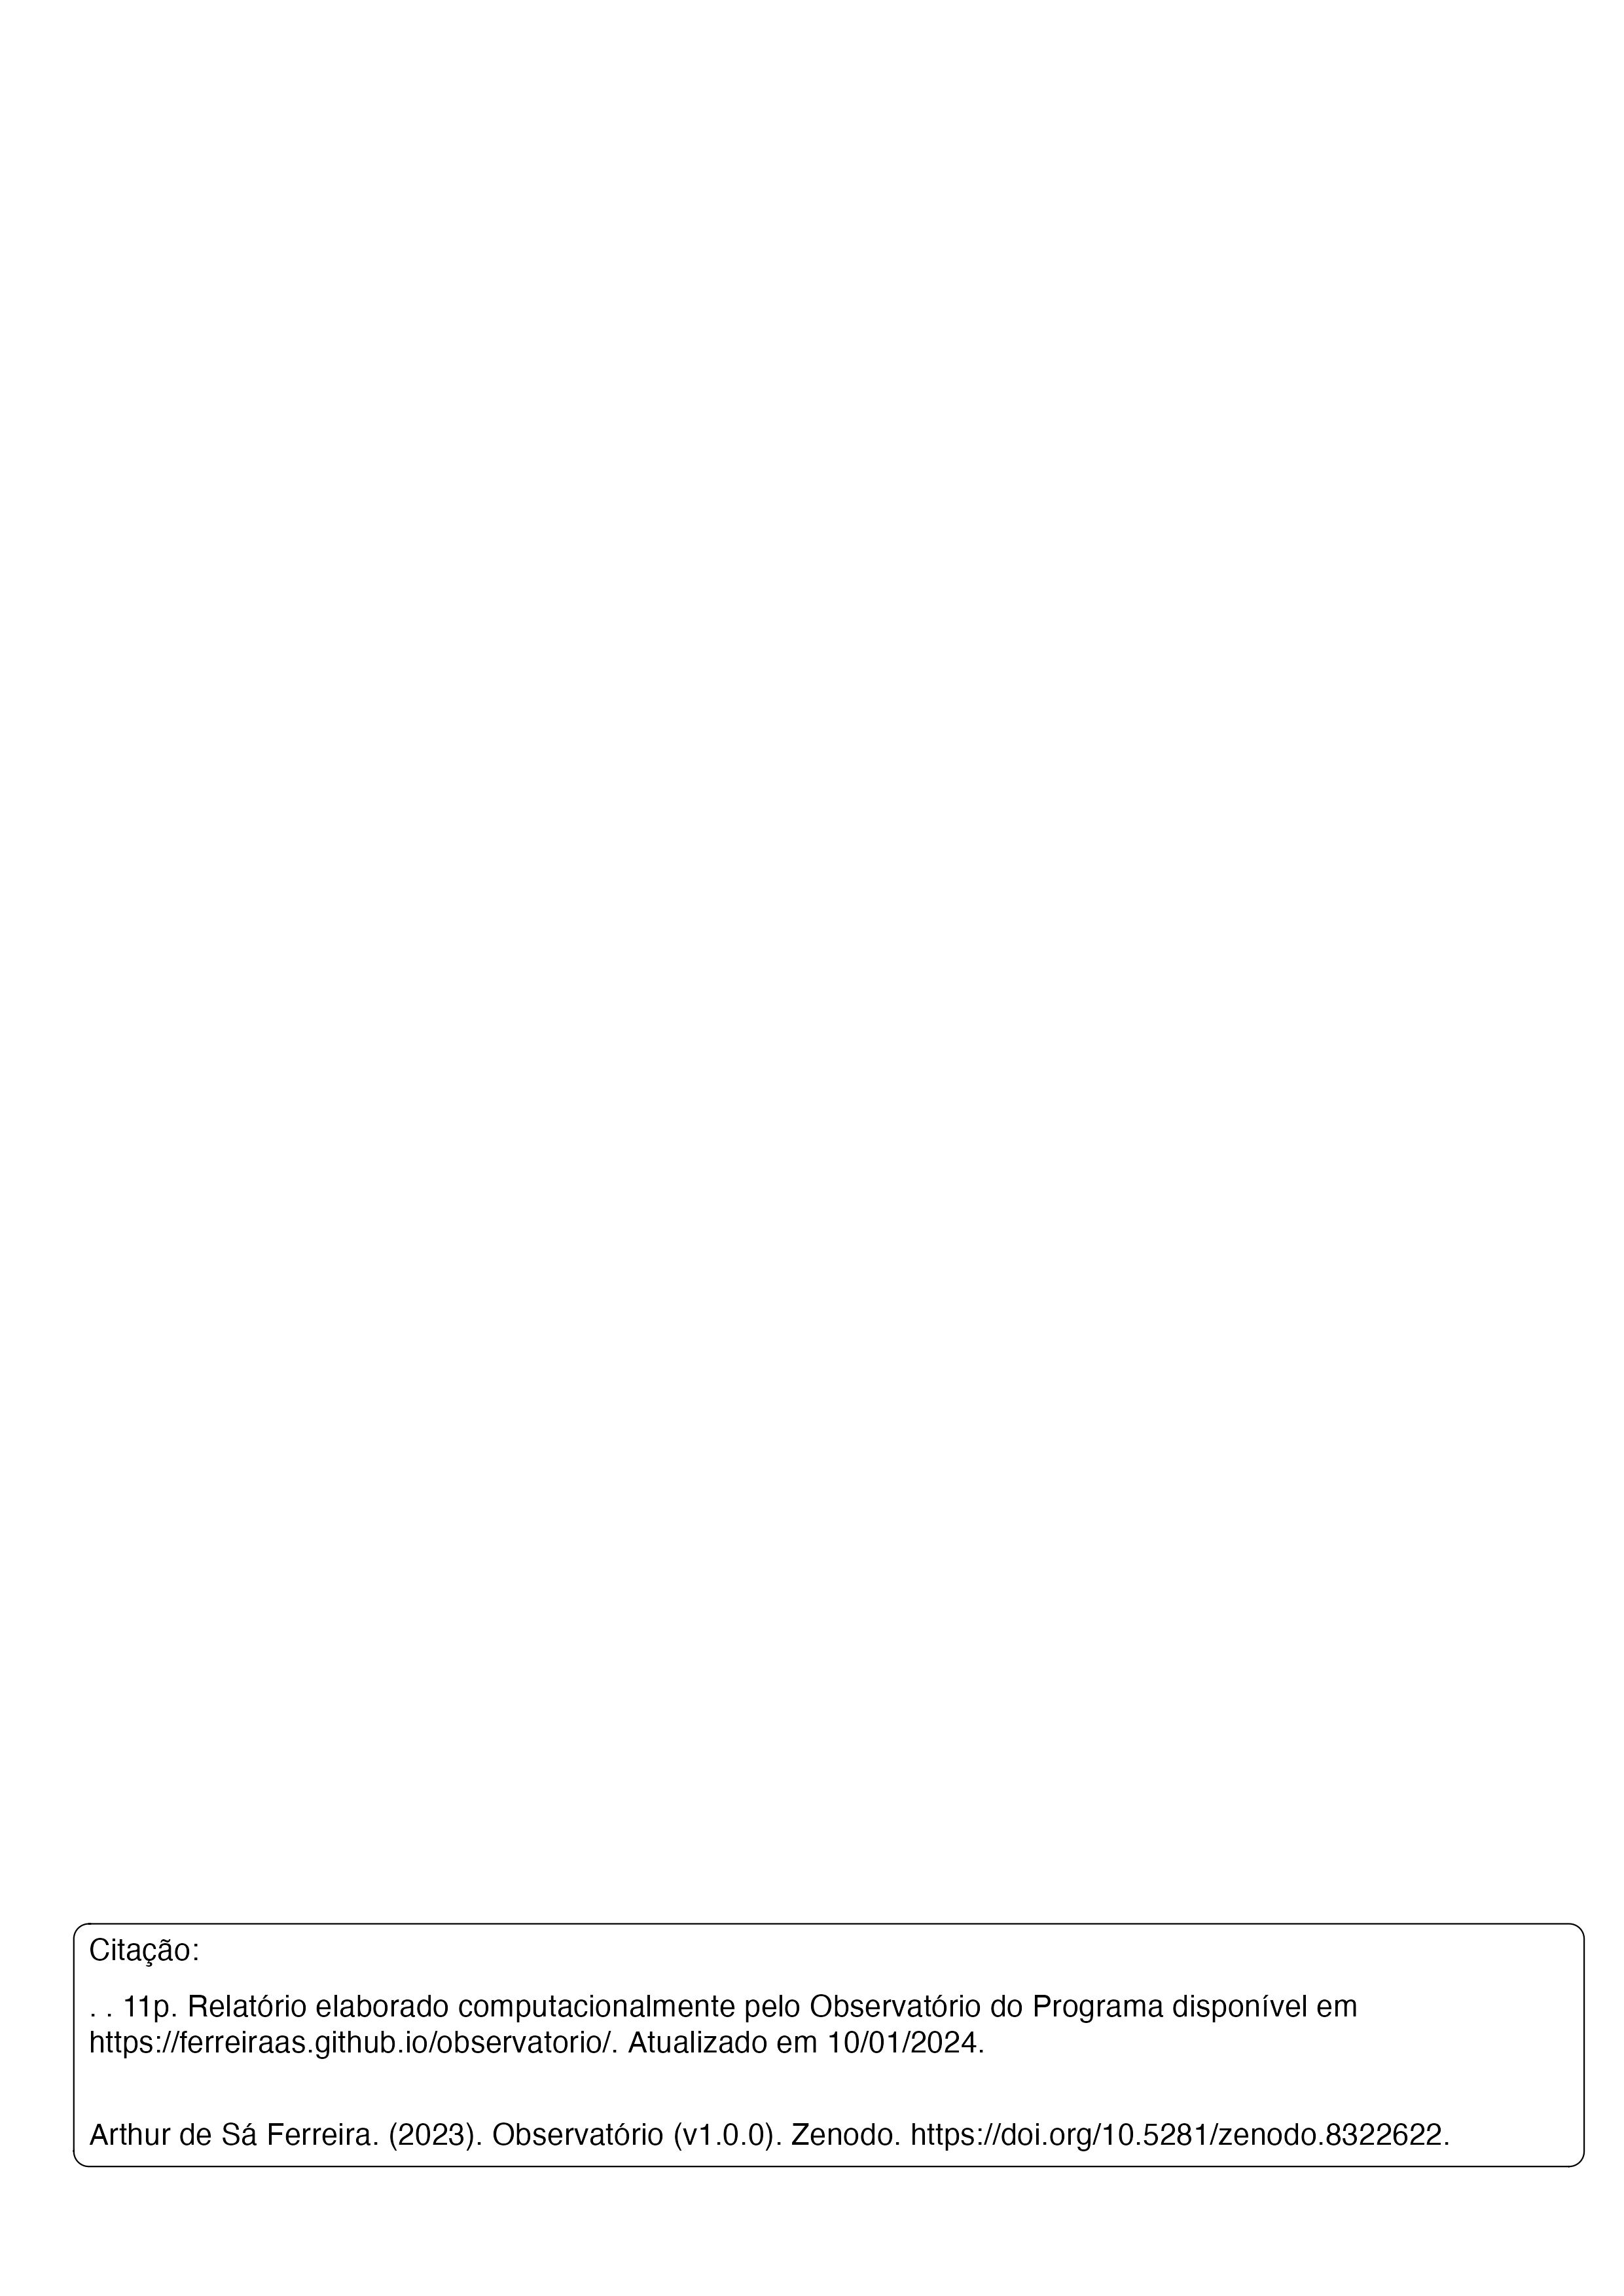 Citação:
. . 11p. Relatório elaborado computacionalmente pelo Observatório do Programa disponível em
https://ferreiraas.github.io/observatorio/. Atualizado em 10/01/2024.
Arthur de Sá Ferreira. (2023). Observatório (v1.0.0). Zenodo. https://doi.org/10.5281/zenodo.8322622.